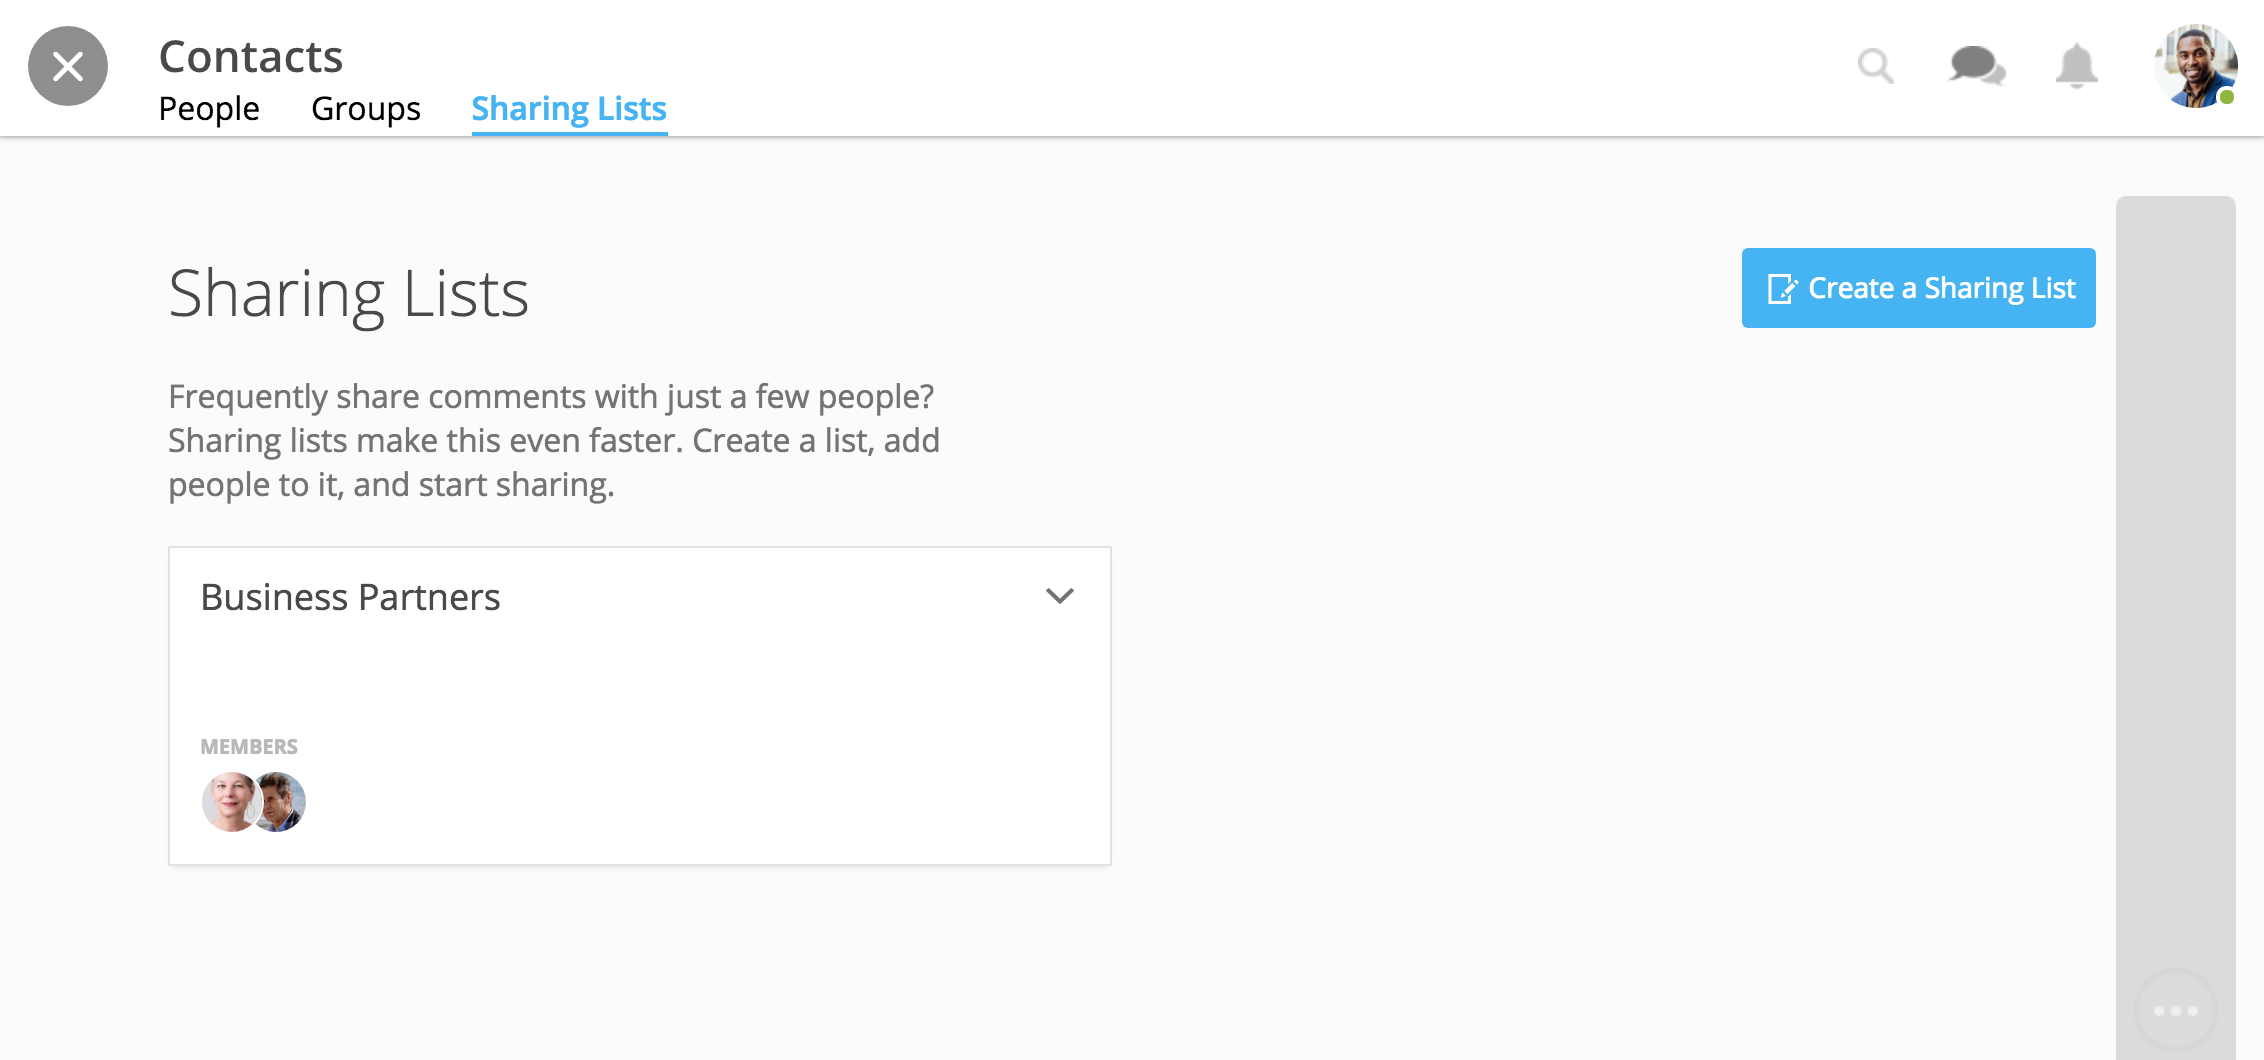 Contacts
People Groups Sharing Lists
Sharing Lists
Create a Sharing List
Frequently share comments with just a few people?
Sharing lists make this even faster. Create a list, add
people to it, and start sharing.
Business Partners
MEMBERS